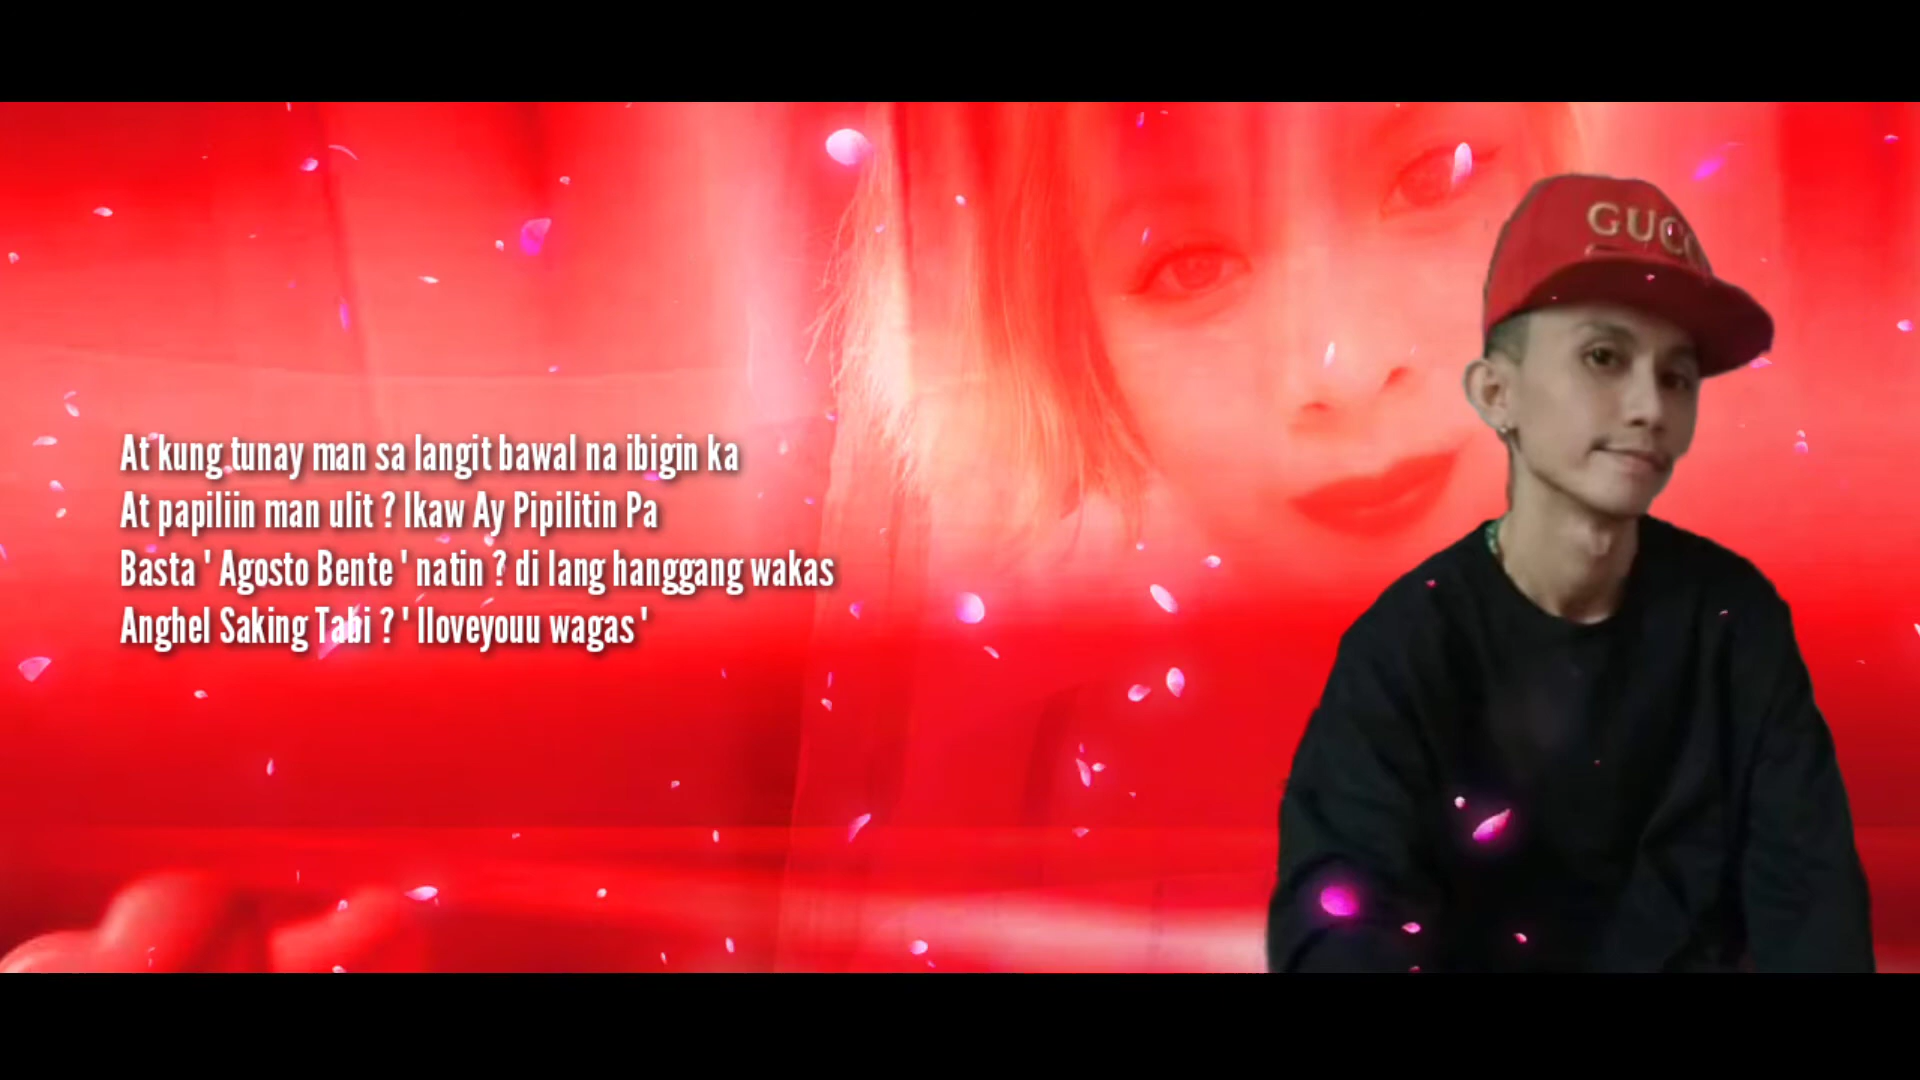 GUCC
At kung tunay man sa langit bawal na ibigin ka
At papiliin man ulit ? Ikaw Ay Pipilitin Pa
Basta ' Agosto Bente ' natin ? di lang hanggang wakas
Anghel Saking Tabi ? ' Iloveyouu wagas '